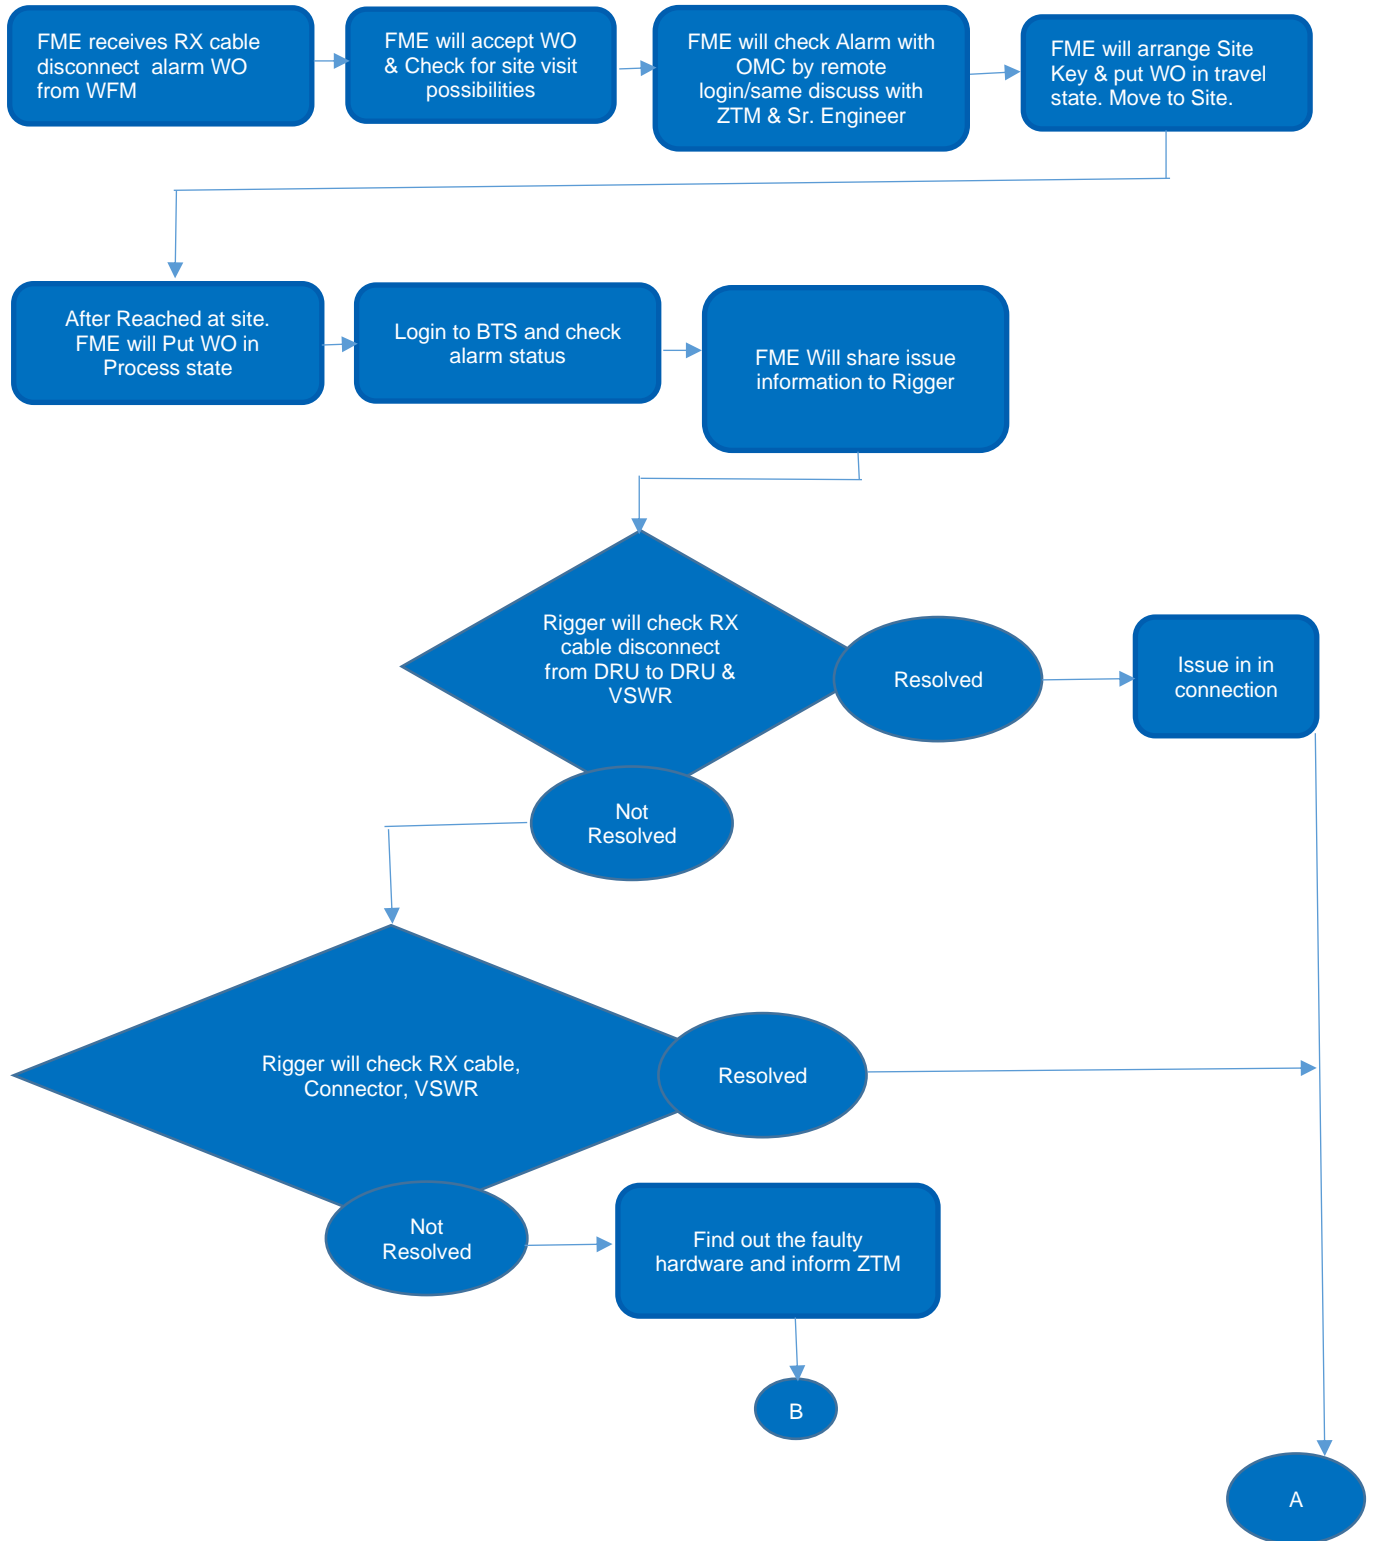 FME receives RX cable
disconnect  alarm WO
from WFM
FME will accept WO
& Check for site visit
possibilities
FME will check Alarm with
OMC by remote
login/same discuss with
ZTM & Sr. Engineer
FME will arrange Site
Key & put WO in travel
state. Move to Site.
After Reached at site.
FME will Put WO in
Process state
Login to BTS and check
alarm status
FME Will share issue
information to Rigger
Rigger will check RX
cable disconnect
from DRU to DRU &
VSWR
Resolved
Issue in in
connection
Not
Resolved
Rigger will check RX cable,
Connector, VSWR
Resolved
Not
Resolved
Find out the faulty
hardware and inform ZTM
B
A